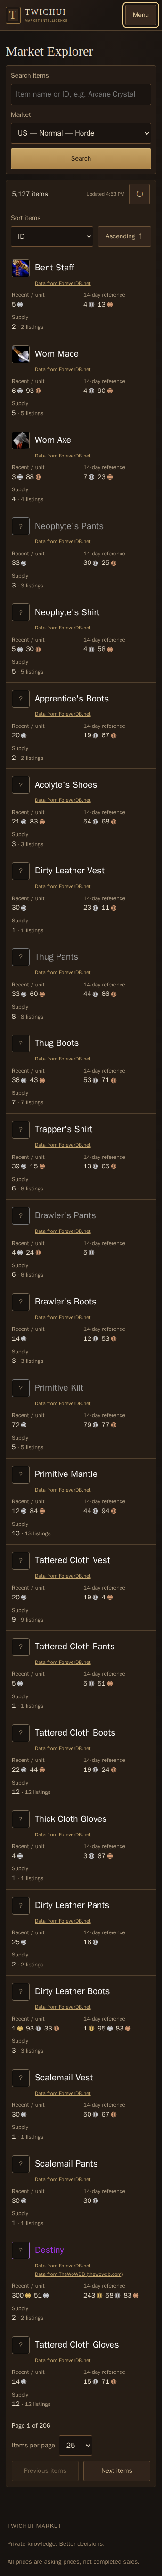 T
TWICHUI
MARKET INTELLIGENCE
Menu
Market Explorer
Search items
Item name or ID, e.g. Arcane Crystal
Market
US — Normal — Horde
Search
5,127 items
Updated 4:53 PM
Sort items
ID
Ascending ↑
Bent Staff
Data from ForeverDB.net
Recent / unit
14-day reference
5
4 13
Supply
2 · 2 listings
Worn Mace
Data from ForeverDB.net
Recent / unit
14-day reference
6 93
4 90
Supply
5 · 5 listings
Worn Axe
Data from ForeverDB.net
Recent / unit
14-day reference
3 88
7 23
Supply
4 · 4 listings
?
Neophyte's Pants
Data from ForeverDB.net
Recent / unit
14-day reference
33
30 25
Supply
3 · 3 listings
?
Neophyte's Shirt
Data from ForeverDB.net
Recent / unit
14-day reference
5 30
4 58
Supply
5 · 5 listings
?
Apprentice's Boots
Data from ForeverDB.net
Recent / unit
14-day reference
20
19 67
Supply
2 · 2 listings
?
Acolyte's Shoes
Data from ForeverDB.net
Recent / unit
14-day reference
21 83
54 68
Supply
3 · 3 listings
?
Dirty Leather Vest
Data from ForeverDB.net
Recent / unit
14-day reference
30
23 11
Supply
1 · 1 listings
?
Thug Pants
Data from ForeverDB.net
Recent / unit
14-day reference
33 60
44 66
Supply
8 · 8 listings
?
Thug Boots
Data from ForeverDB.net
Recent / unit
14-day reference
36 43
53 71
Supply
7 · 7 listings
?
Trapper's Shirt
Data from ForeverDB.net
Recent / unit
14-day reference
39 15
13 65
Supply
6 · 6 listings
?
Brawler's Pants
Data from ForeverDB.net
Recent / unit
14-day reference
4 24
5
Supply
6 · 6 listings
?
Brawler's Boots
Data from ForeverDB.net
Recent / unit
14-day reference
14
12 53
Supply
3 · 3 listings
?
Primitive Kilt
Data from ForeverDB.net
Recent / unit
14-day reference
72
79 77
Supply
5 · 5 listings
?
Primitive Mantle
Data from ForeverDB.net
Recent / unit
14-day reference
12 84
44 94
Supply
13 · 13 listings
?
Tattered Cloth Vest
Data from ForeverDB.net
Recent / unit
14-day reference
20
19 4
Supply
9 · 9 listings
?
Tattered Cloth Pants
Data from ForeverDB.net
Recent / unit
14-day reference
5
5 51
Supply
1 · 1 listings
?
Tattered Cloth Boots
Data from ForeverDB.net
Recent / unit
14-day reference
22 44
19 24
Supply
12 · 12 listings
?
Thick Cloth Gloves
Data from ForeverDB.net
Recent / unit
14-day reference
4
3 67
Supply
1 · 1 listings
?
Dirty Leather Pants
Data from ForeverDB.net
Recent / unit
14-day reference
25
18
Supply
2 · 2 listings
?
Dirty Leather Boots
Data from ForeverDB.net
Recent / unit
14-day reference
1 93 33
1 95 83
Supply
3 · 3 listings
?
Scalemail Vest
Data from ForeverDB.net
Recent / unit
14-day reference
30
50 67
Supply
1 · 1 listings
?
Scalemail Pants
Data from ForeverDB.net
Recent / unit
14-day reference
30
30
Supply
1 · 1 listings
?
Destiny
Data from ForeverDB.net
Data from TheWoWDB (thewowdb.com)
Recent / unit
14-day reference
300 51
243 58 83
Supply
2 · 2 listings
?
Tattered Cloth Gloves
Data from ForeverDB.net
Recent / unit
14-day reference
14
15 71
Supply
12 · 12 listings
Page 1 of 206
Items per page
25
Previous items
Next items
TWICHUI MARKET
Private knowledge. Better decisions.
All prices are asking prices, not completed sales.